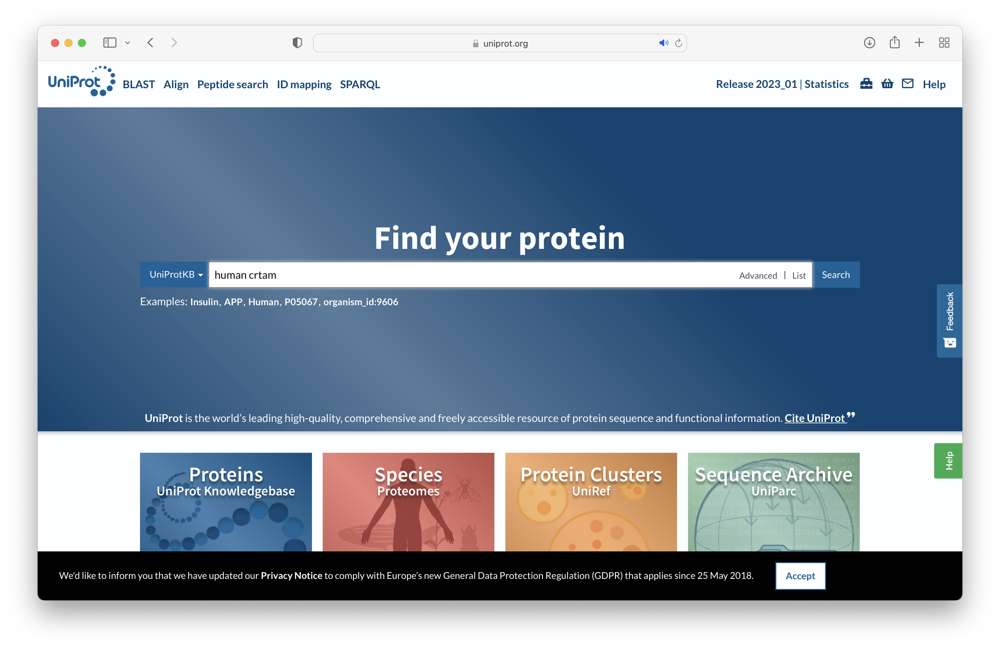 uniprot.org
UniProt BLAST Align Peptide search ID mapping SPARQL Release 2023_01 | Statistics Help
Find your protein
UniProtKB human crtam Advanced | List Search
Examples: Insulin, APP, Human, P05067, organism_id:9606
Feedback
UniProt is the world's leading high-quality, comprehensive and freely accessible resource of protein sequence and functional information. Cite UniProt ”
Help
Proteins
UniProt Knowledgebase
Species
Proteomes
Protein Clusters
UniRef
Sequence Archive
UniParc
We'd like to inform you that we have updated our Privacy Notice to comply with Europe's new General Data Protection Regulation (GDPR) that applies since 25 May 2018. Accept